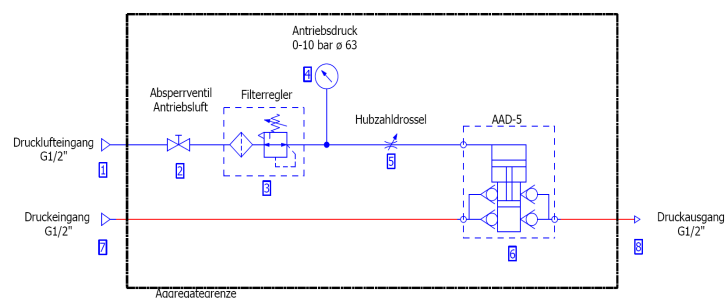 Antriebsdruck
0-10 bar ø 63
4
Absperrventil
Antriebsluft
Filterregler
Hubzahldrossel
AAD-5
Drucklufteingang
G1/2"
1
2
3
5
Druckeingang
G1/2"
7
6
8
Druckausgang
G1/2"
Aggregategrenze